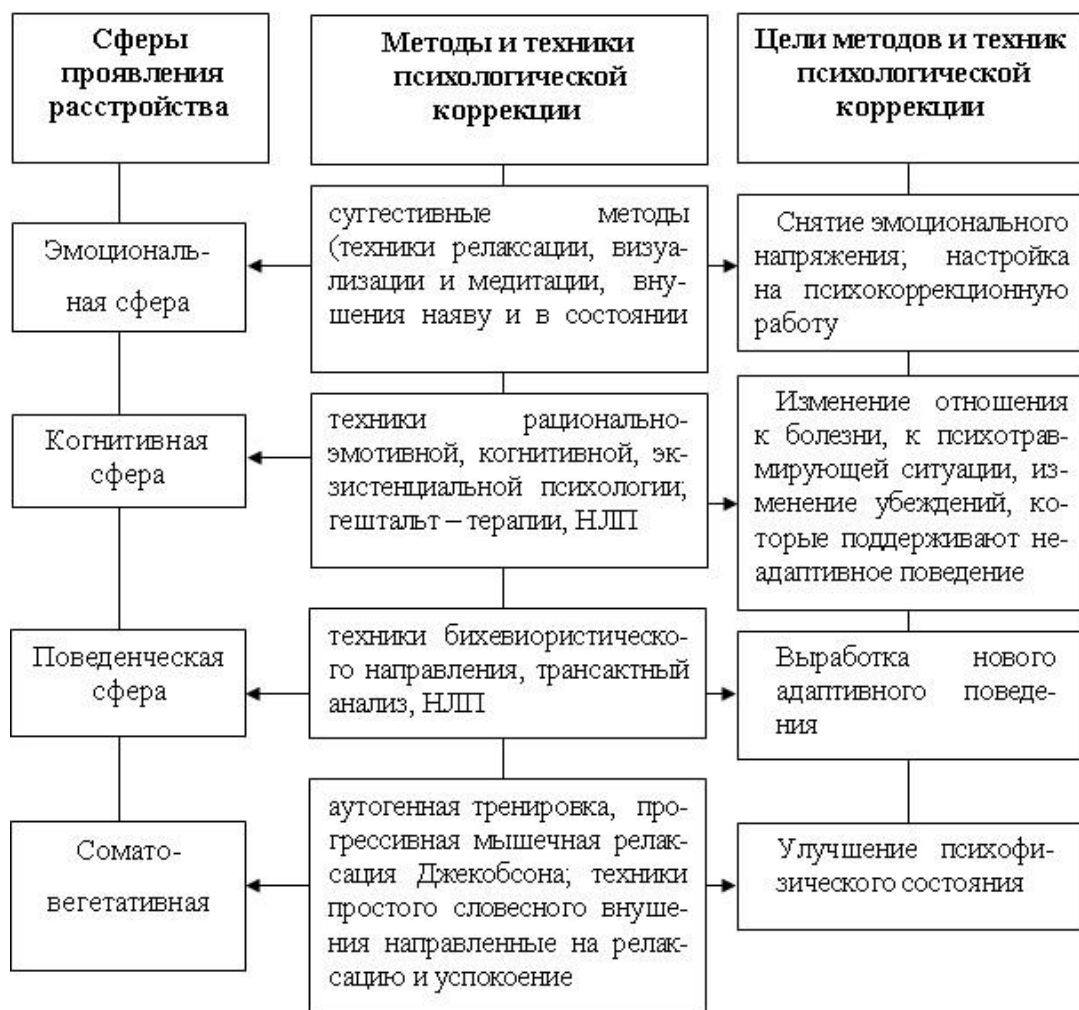 Сферы
проявления
расстройства
Методы и техники
психологической
коррекции
Цели методов и техник
психологической
коррекции
Эмоциональ-
ная сфера
суггестивные методы
(техники релаксации, визуа-
лизации и медитации, вну-
шения наяву и в состоянии
Снятие эмоционального
напряжения; настройка
на психокоррекционную
работу
Когнитивная
сфера
техники рационально-
эмотивной, когнитивной, эк-
зистенциальной психологии;
гештальт – терапии, НЛП
Изменение отношения
к болезни, к психотрав-
мирующей ситуации, из-
менение убеждений, ко-
торые поддерживают не-
адаптивное поведение
Поведенческая
сфера
техники бихевиористическо-
го направления, трансактный
анализ, НЛП
Выработка нового
адаптивного поведе-
ния
Сомато-
вегетативная
аутогенная тренировка, про-
грессивная мышечная релак-
сация Джекобсона; техники
простого словесного внуше-
ния направленные на релак-
сацию и успокоение
Улучшение психофи-
зического состояния